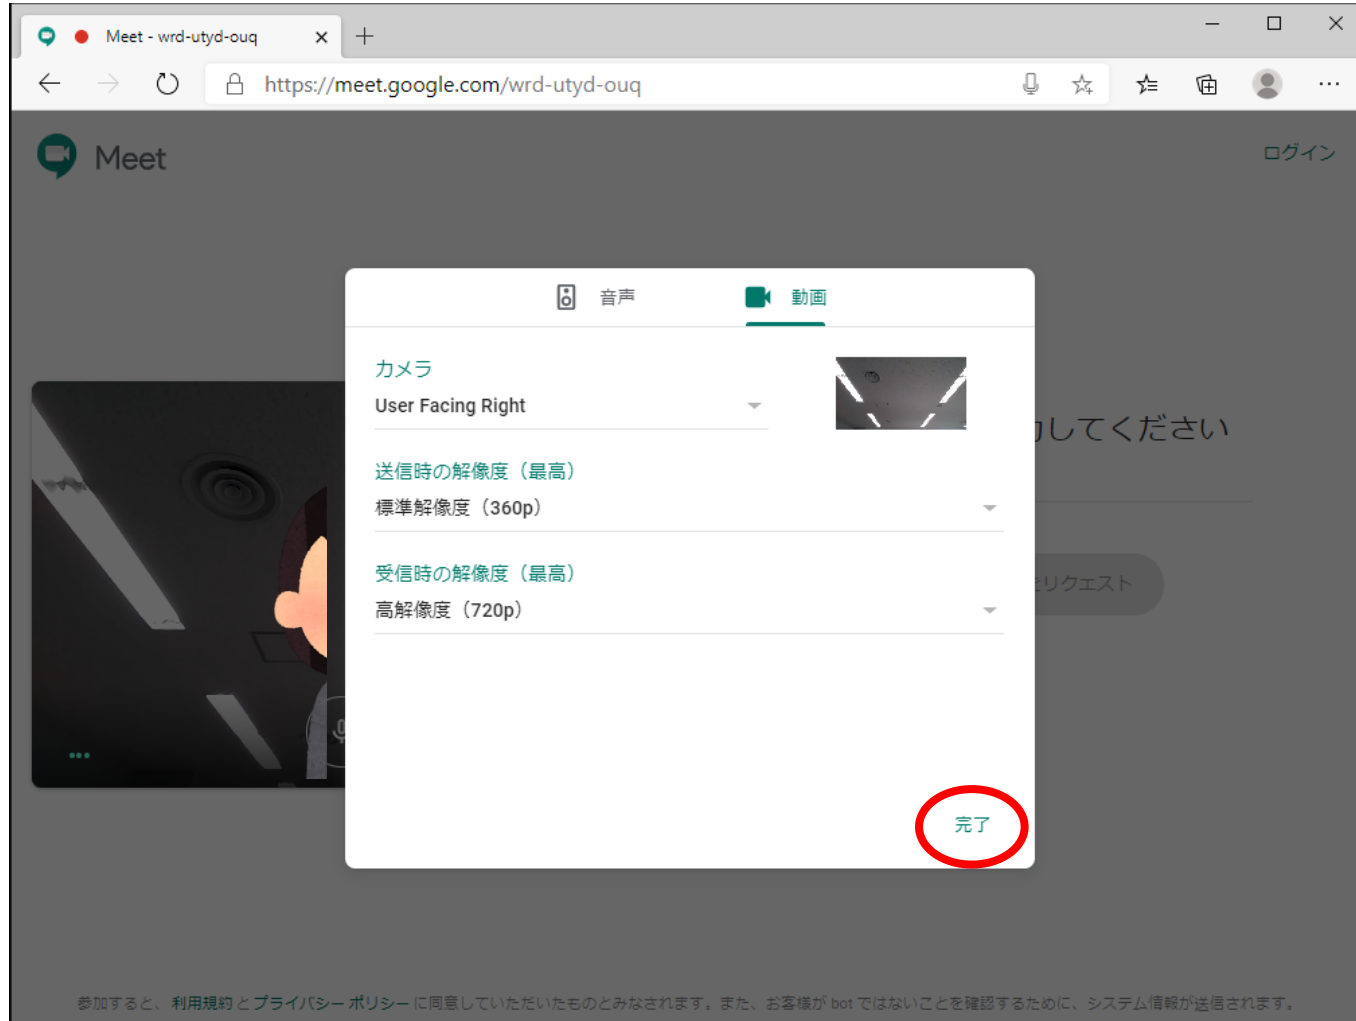 Meet - wrd-utyd-ouq
https://meet.google.com/wrd-utyd-ouq
Meet
ログイン
音声
動画
カメラ
User Facing Right
してください
送信時の解像度（最高）
標準解像度（360p）
受信時の解像度（最高）
リクエスト
高解像度（720p）
完了
参加すると、利用規約とプライバシー ポリシーに同意していただいたものとみなされます。また、お客様が bot ではないことを確認するために、システム情報が送信されます。